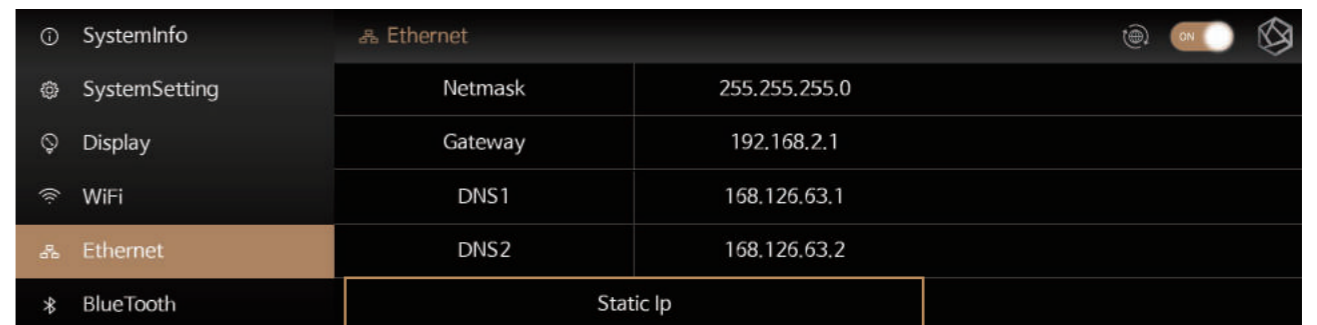 SystemInfo
SystemSetting
Display
WiFi
Ethernet
BlueTooth
Ethernet
ON
Netmask 255.255.255.0
Gateway 192.168.2.1
DNS1 168.126.63.1
DNS2 168.126.63.2
Static Ip